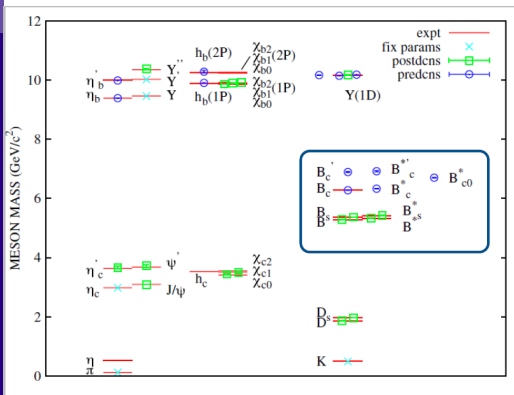 12
10
8
6
4
2
0
MESON MASS (GeV/c²)
expt
fix params
postdcns
predcns
η'b
ηb
Υ''
Υ'
Υ
hb(2P)
χb2
χb1(2P)
χb0
hb(1P)
χb2
χb1(1P)
χb0
Υ(1D)
Bc'
B*'c
Bc
B*c
B*c0
Bs
B
B*s
B*
η'c
ψ'
ηc
J/ψ
hc
χc2
χc1
χc0
Ds
D
η
π
K